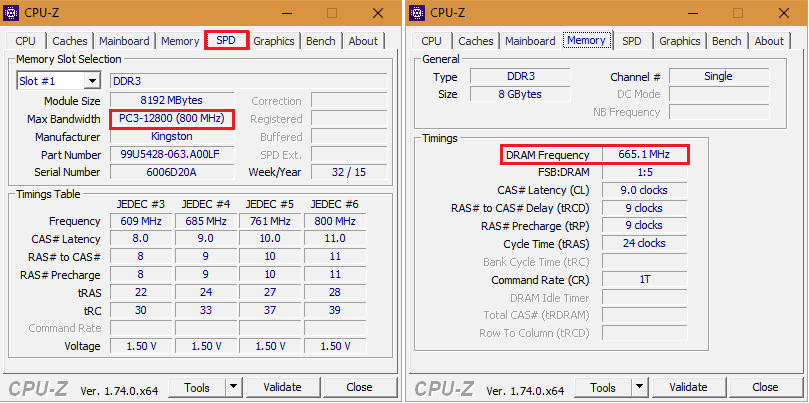 CPU-Z
CPU Caches Mainboard Memory SPD Graphics Bench About
Memory Slot Selection
Slot #1 DDR3
Module Size 8192 MBytes Correction
Max Bandwidth PC3-12800 (800 MHz) Registered
Manufacturer Kingston Buffered
Part Number 99U5428-063.A00LF SPD Ext.
Serial Number 6006D20A Week/Year 32 / 15
Timings Table
JEDEC #3 JEDEC #4 JEDEC #5 JEDEC #6
Frequency 609 MHz 685 MHz 761 MHz 800 MHz
CAS# Latency 8.0 9.0 10.0 11.0
RAS# to CAS# 8 9 10 11
RAS# Precharge 8 9 10 11
tRAS 22 24 27 28
tRC 30 33 37 39
Command Rate
Voltage 1.50 V 1.50 V 1.50 V 1.50 V
CPU-Z Ver. 1.74.0.x64 Tools Validate Close
CPU-Z
CPU Caches Mainboard Memory SPD Graphics Bench About
General
Type DDR3 Channel # Single
Size 8 GBytes DC Mode
NB Frequency
Timings
DRAM Frequency 665.1 MHz
FSB:DRAM 1:5
CAS# Latency (CL) 9.0 clocks
RAS# to CAS# Delay (tRCD) 9 clocks
RAS# Precharge (tRP) 9 clocks
Cycle Time (tRAS) 24 clocks
Bank Cycle Time (tRC)
Command Rate (CR) 1T
DRAM Idle Timer
Total CAS# (tRDRAM)
Row To Column (tRCD)
CPU-Z Ver. 1.74.0.x64 Tools Validate Close